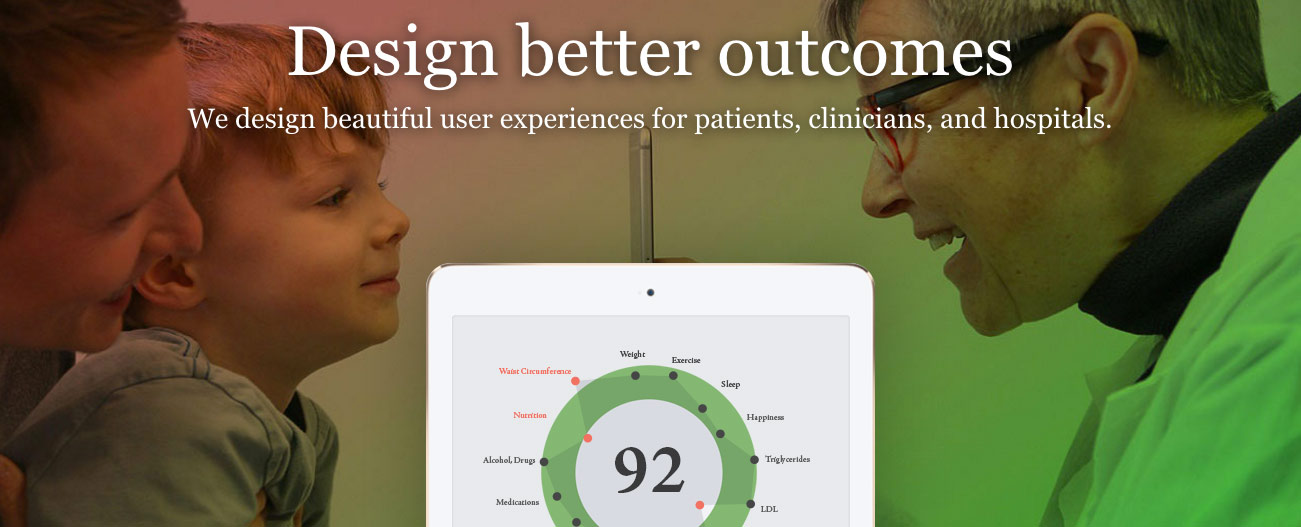 Design better outcomes
We design beautiful user experiences for patients, clinicians, and hospitals.
Weight
Exercise
Waist Circumference
Sleep
Nutrition
Happiness
Alcohol, Drugs
92
Triglycerides
Medications
LDL